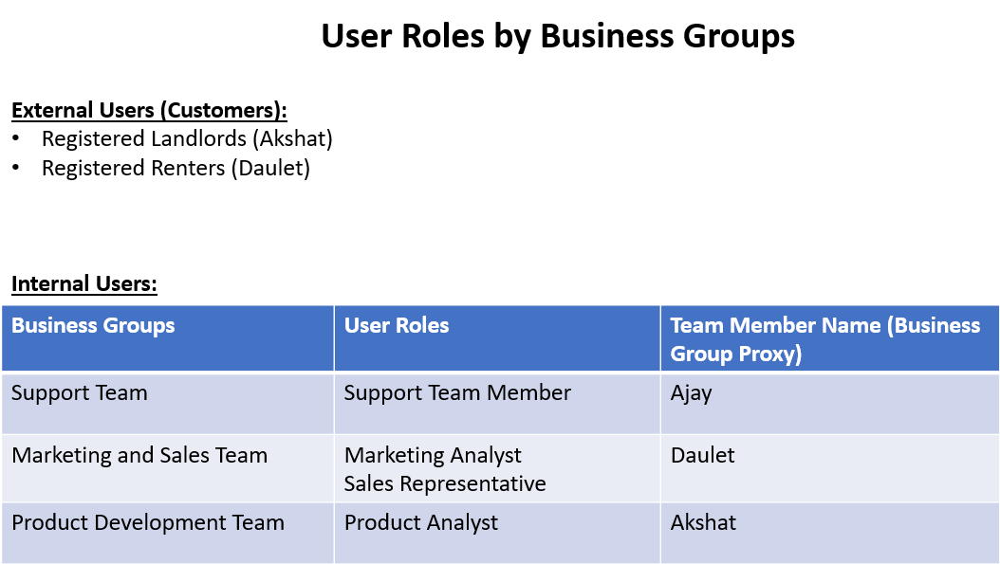 User Roles by Business Groups
External Users (Customers):
• Registered Landlords (Akshat)
• Registered Renters (Daulet)
Internal Users:
Business Groups User Roles Team Member Name (Business
Group Proxy)
Support Team Support Team Member Ajay
Marketing and Sales Team Marketing Analyst Daulet
Sales Representative
Product Development Team Product Analyst Akshat